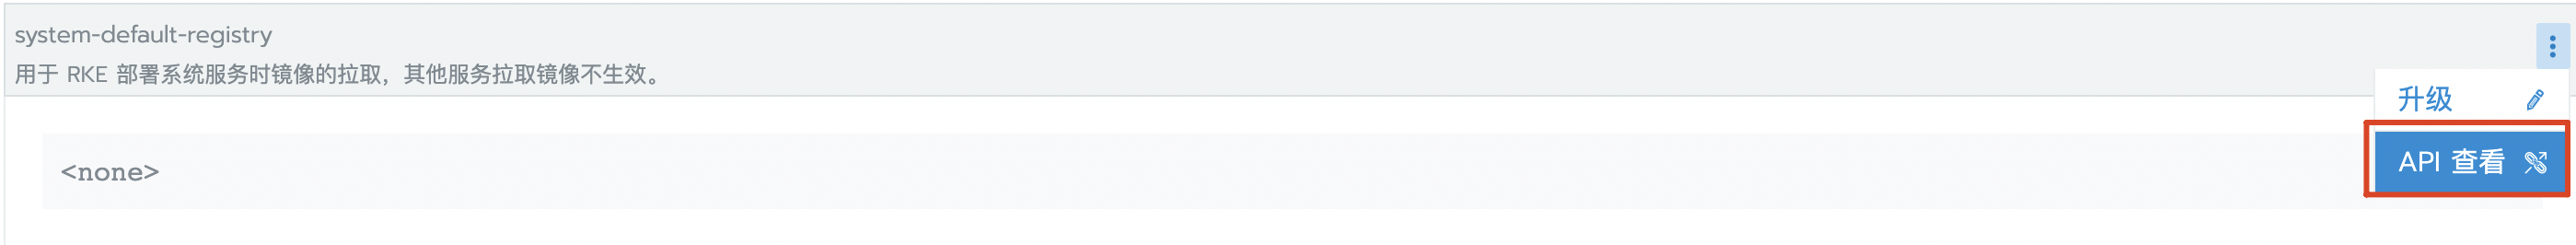 system-default-registry
用于 RKE 部署系统服务时镜像的拉取，其他服务拉取镜像不生效。
升级
<none>
API 查看